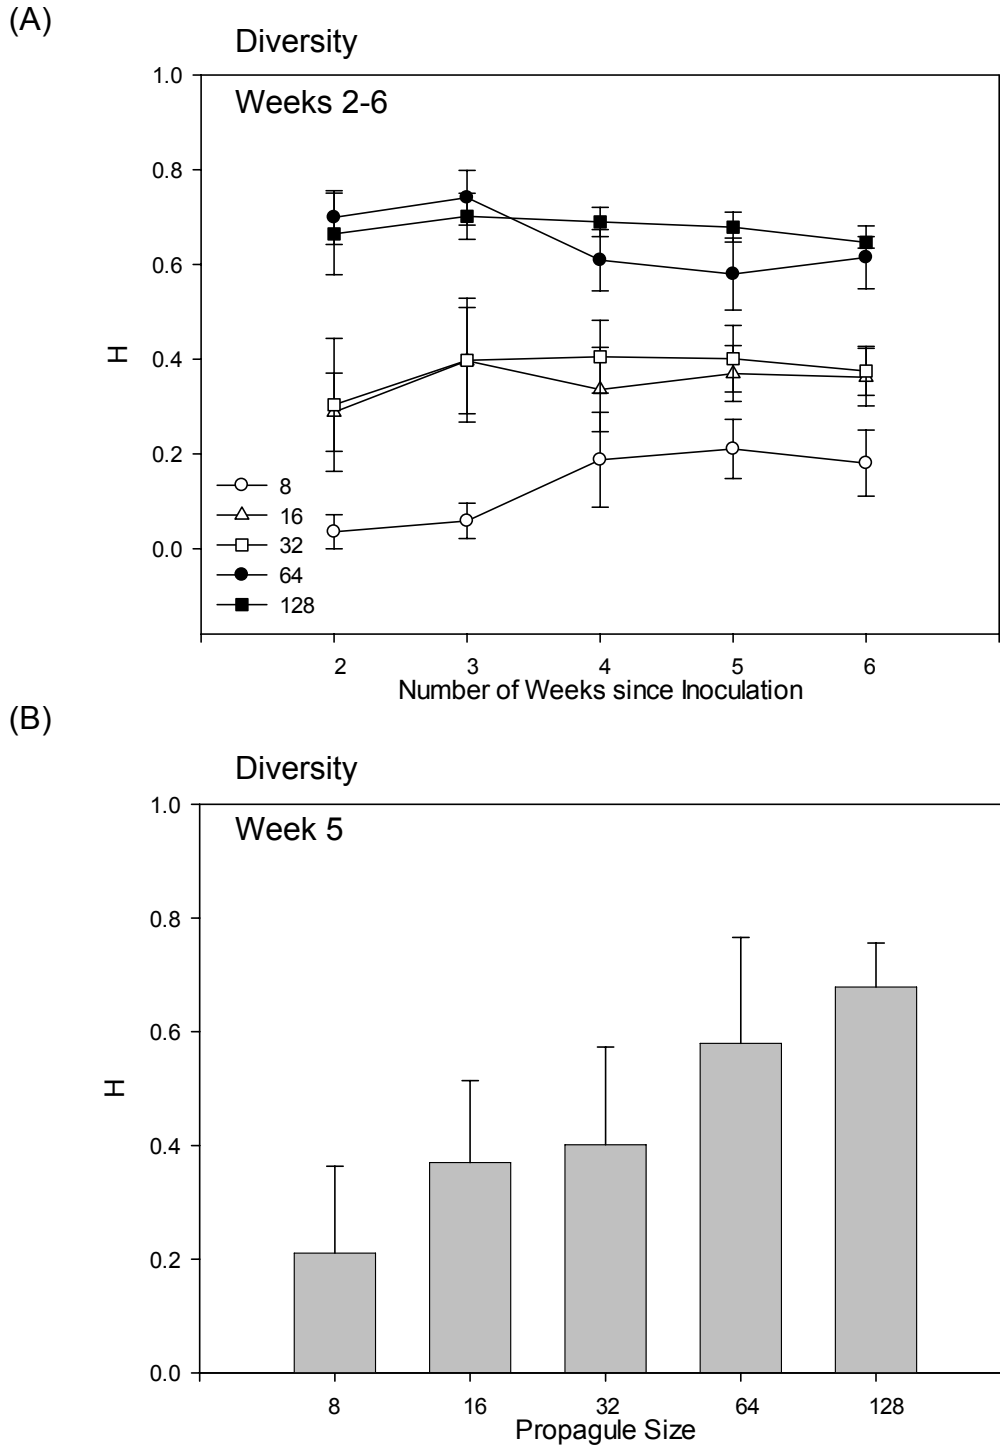 (A)
Diversity
Weeks 2-6
1.0
0.8
0.6
0.4
0.2
0.0
H
8
16
32
64
128
2 3 4 5 6
Number of Weeks since Inoculation
(B)
Diversity
Week 5
1.0
0.8
0.6
0.4
0.2
0.0
H
8 16 32 64 128
Propagule Size